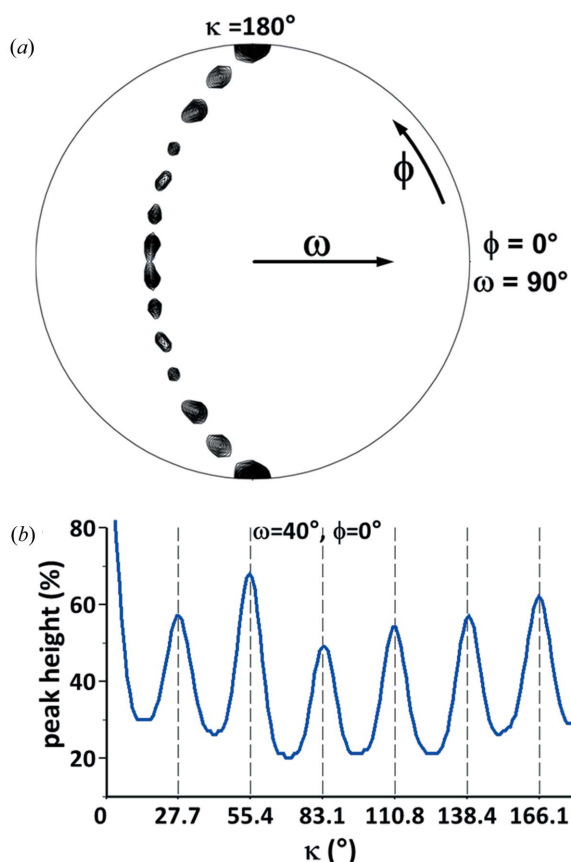 κ =180°
(a)
ϕ
ω
ϕ = 0°
ω = 90°
(b)
ω=40°, ϕ=0°
80
60
40
20
peak height (%)
0 27.7 55.4 83.1 110.8 138.4 166.1
κ (°)